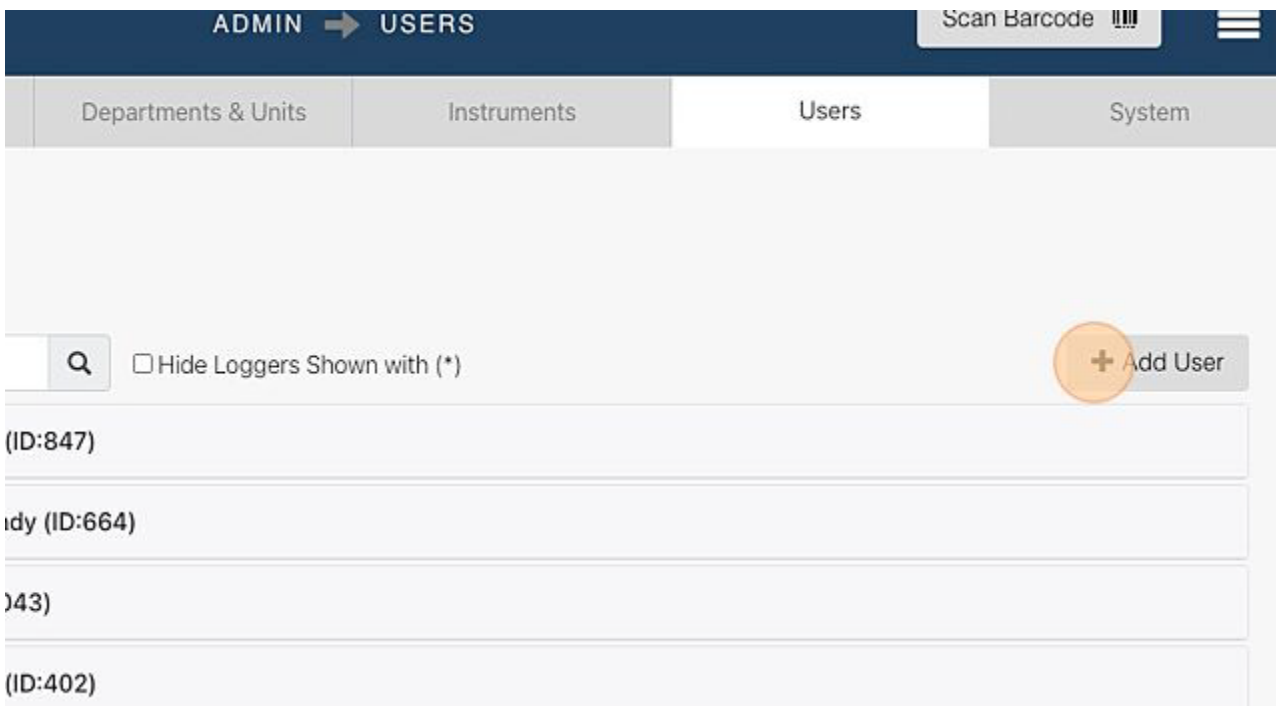 ADMIN USERS
Scan Barcode
Departments & Units Instruments Users System
Hide Loggers Shown with (*)
Add User
(ID:847)
(ID:664)
(ID:402)